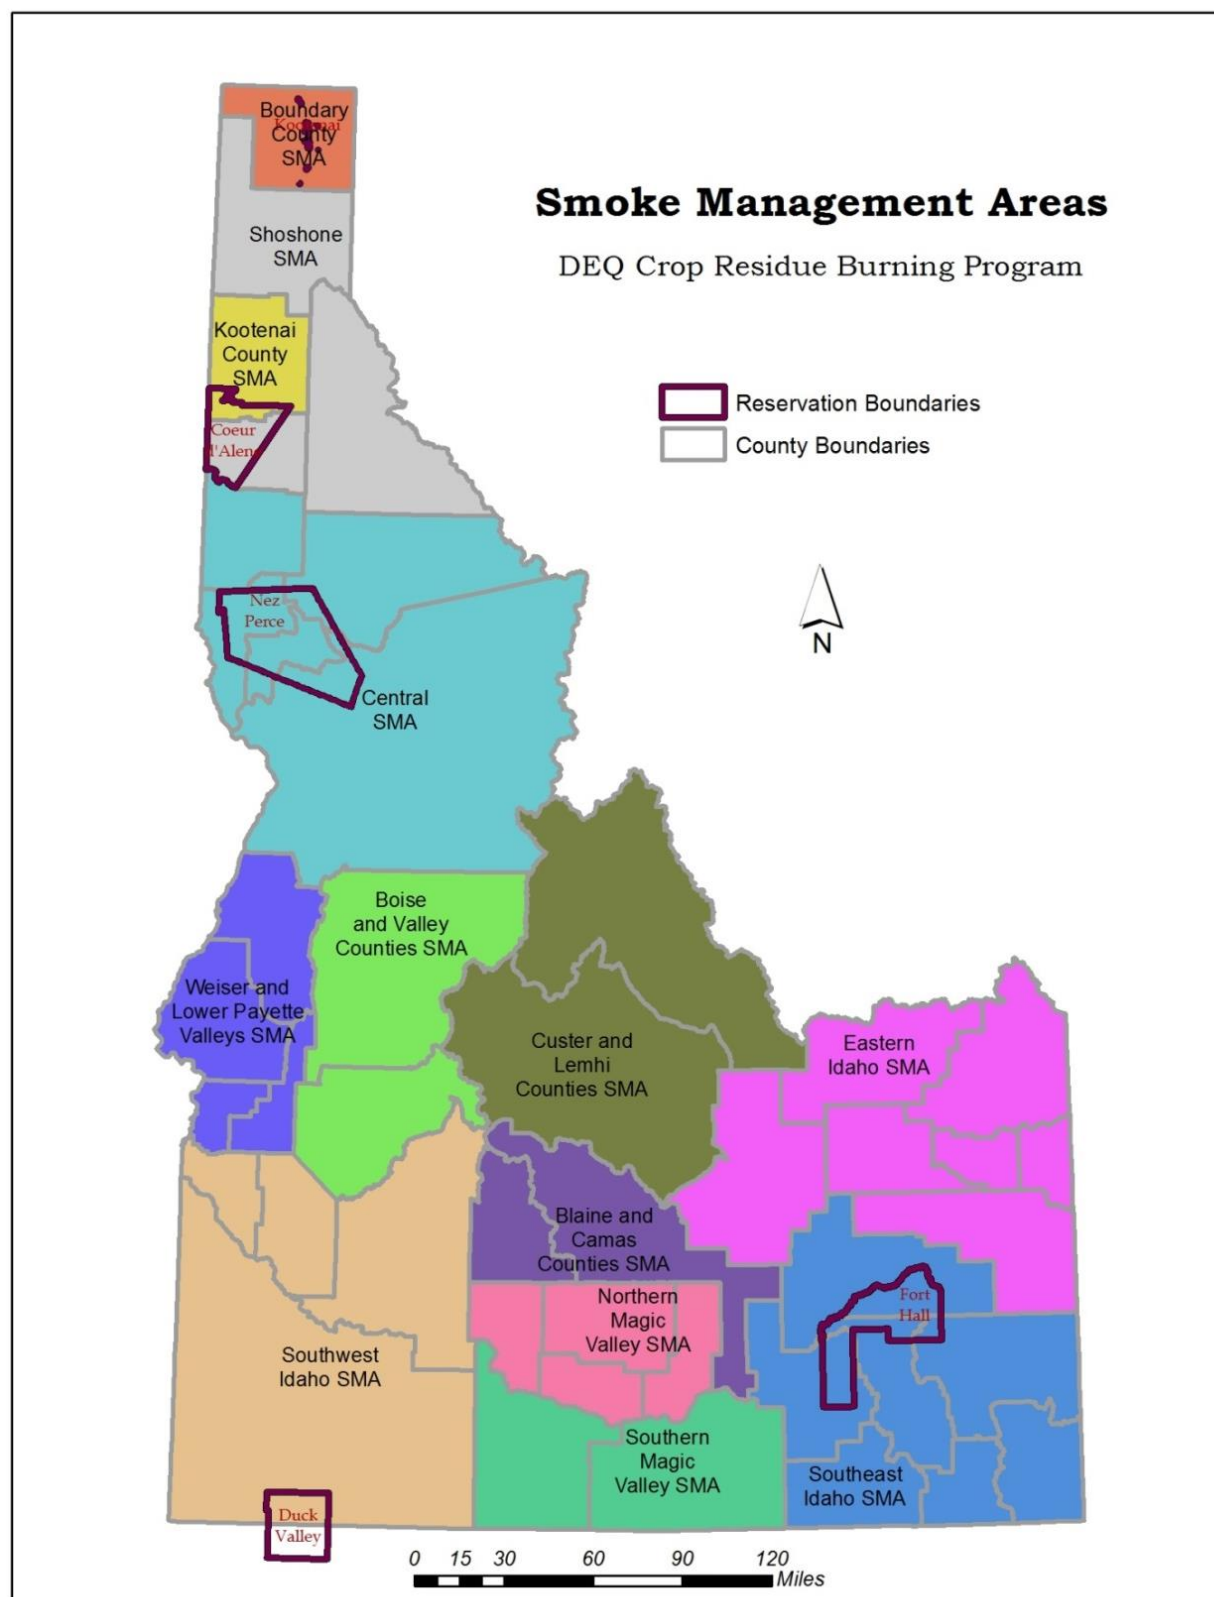 Boundary
Kootenai
County
SMA
Smoke Management Areas
DEQ Crop Residue Burning Program
Shoshone
SMA
Kootenai
County
SMA
Reservation Boundaries
County Boundaries
Coeur
d'Alene
Nez
Perce
N
Central
SMA
Boise
and Valley
Counties SMA
Weiser and
Lower Payette
Valleys SMA
Custer and
Lemhi
Counties SMA
Eastern
Idaho SMA
Blaine and
Camas
Counties SMA
Northern
Magic
Valley SMA
Fort
Hall
Southwest
Idaho SMA
Southern
Magic
Valley SMA
Southeast
Idaho SMA
Duck
Valley
0 15 30 60 90 120
Miles